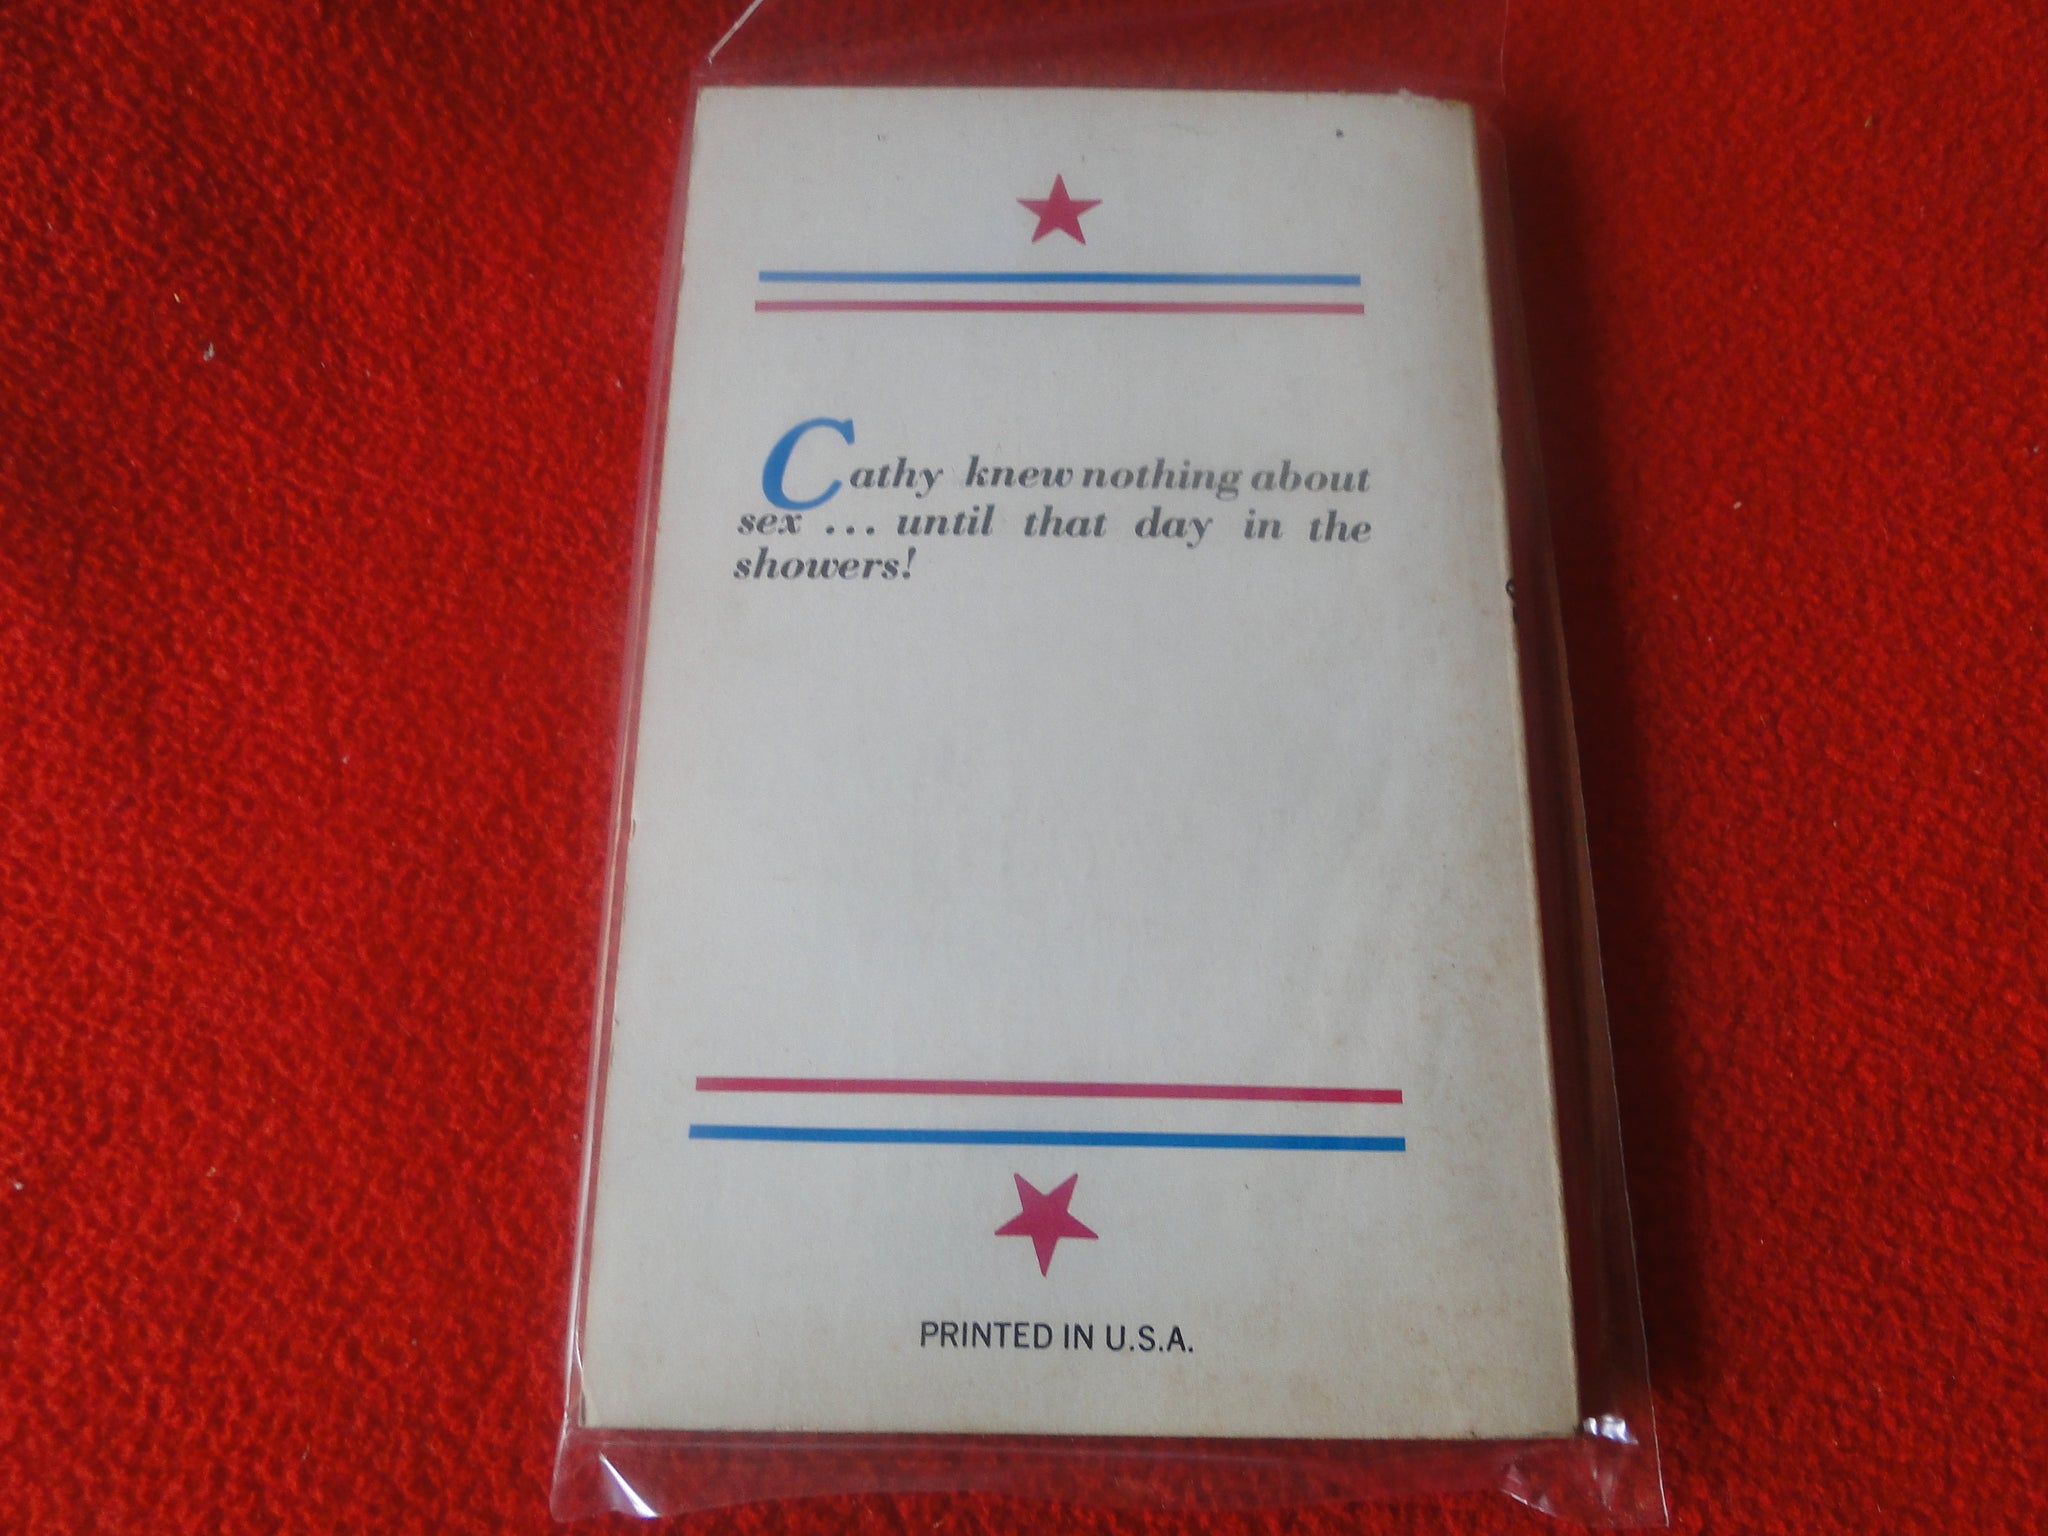 Cathy knew nothing about
sex ... until that day in the
showers!
PRINTED IN U.S.A.